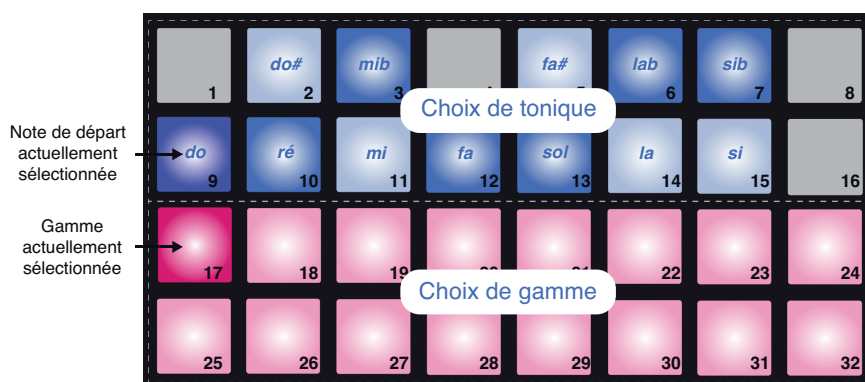 do# mib fa# lab sib
1 2 3 5 6 7 8
Choix de tonique
Note de départ
actuellement
sélectionnée
do ré mi fa sol la si
9 10 11 12 13 14 15 16
Gamme
actuellement
sélectionnée
17 18 19 22 23 24
Choix de gamme
25 26 27 28 29 30 31 32